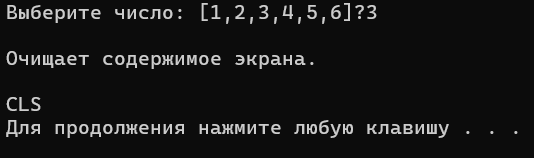 Выберите число: [1,2,3,4,5,6]?3
Очищает содержимое экрана.
CLS
Для продолжения нажмите любую клавишу . . .